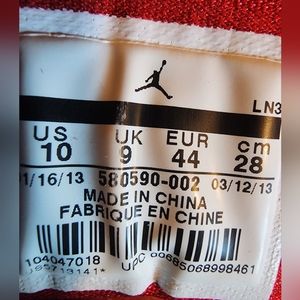 LN3
US UK EUR cm
10 9 44 28
1/16/13 580590-002 03/12/13
MADE IN CHINA
FABRIQUE EN CHINE
104047018
UPC 00685068998461